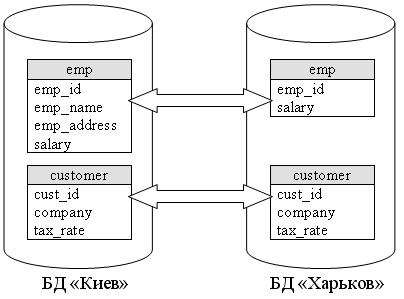 emp
emp_id
emp_name
emp_address
salary
customer
cust_id
company
tax_rate
БД «Киев»
emp
emp_id
salary
customer
cust_id
company
tax_rate
БД «Харьков»